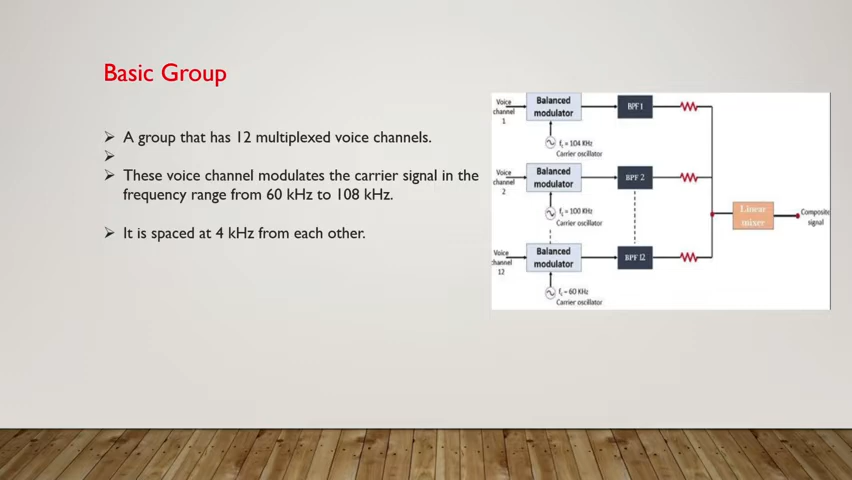 Basic Group
➢ A group that has 12 multiplexed voice channels.
➢
➢ These voice channel modulates the carrier signal in the
frequency range from 60 kHz to 108 kHz.
➢ It is spaced at 4 kHz from each other.
Voice
channel
1
Balanced
modulator
BPF 1
fc = 104 KHz
Carrier oscillator
Voice
channel
2
Balanced
modulator
BPF 2
fc = 100 KHz
Carrier oscillator
Linear
mixer
Composite
signal
Voice
channel
12
Balanced
modulator
BPF 12
fc = 60 KHz
Carrier oscillator